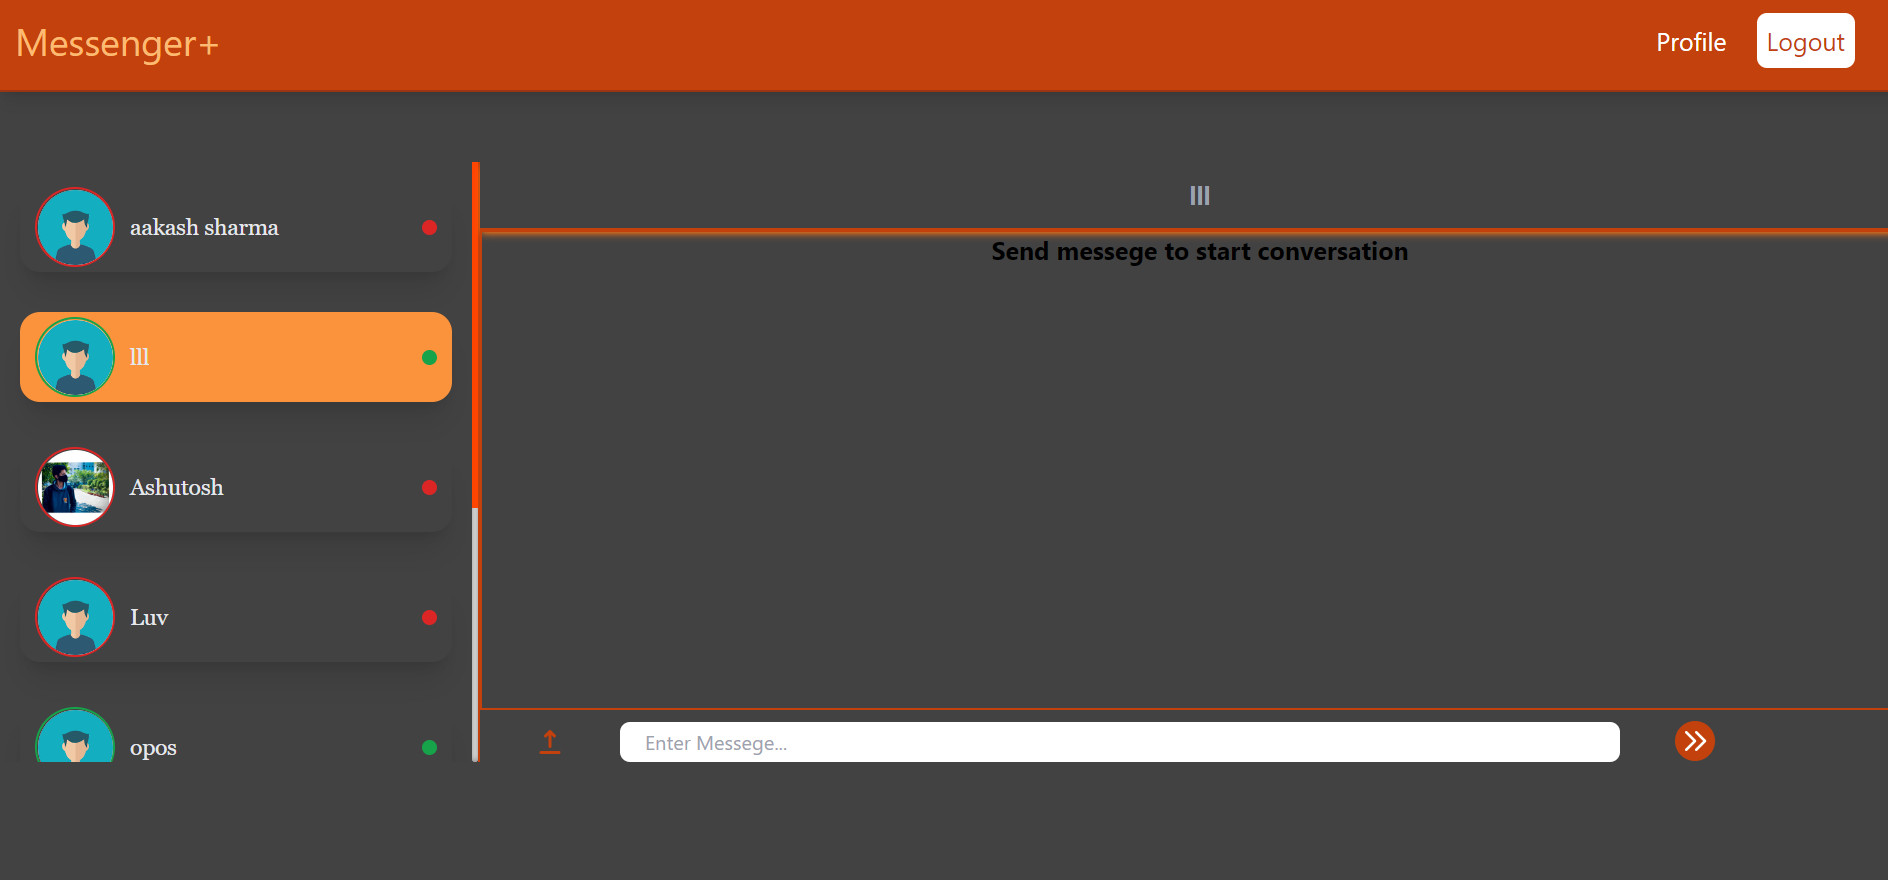 Messenger+
Profile
Logout
aakash sharma
lll
Ashutosh
Luv
opos
lll
Send messege to start conversation
Enter Messege...